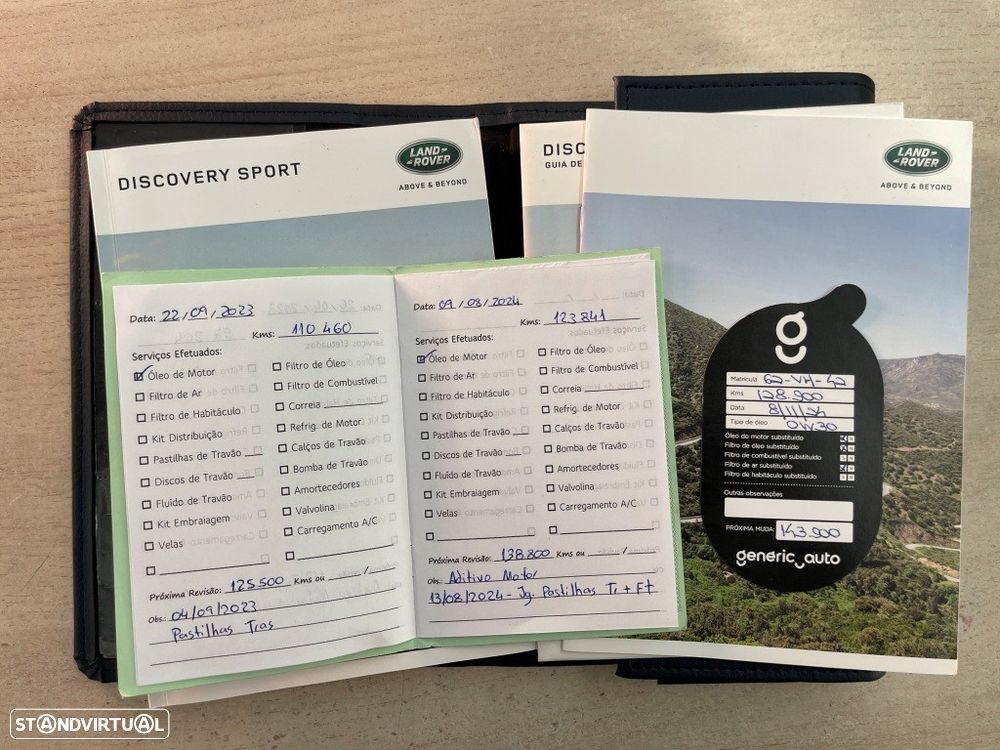 DISCOVERY SPORT
LAND ROVER
ABOVE & BEYOND
DISC
GUIA DE
LAND ROVER
ABOVE & BEYOND
Data: 22/09/2023
Kms: 110 460
Serviços Efetuados:
Óleo de Motor
Filtro de Óleo
Filtro de Ar
Filtro de Combustível
Filtro de Habitáculo
Correia
Kit Distribuição
Refrig. de Motor
Pastilhas de Travão
Calços de Travão
Discos de Travão
Bomba de Travão
Fluído de Travão
Amortecedores
Kit Embraiagem
Valvolina
Velas
Carregamento A/C
Próxima Revisão: 125 500 Kms ou
Obs.: 04/09/2023
Pastilhas Tras
Data: 09/08/2024
Kms: 123 841
Serviços Efetuados:
Óleo de Motor
Filtro de Óleo
Filtro de Ar
Filtro de Combustível
Filtro de Habitáculo
Correia
Kit Distribuição
Refrig. de Motor
Pastilhas de Travão
Calços de Travão
Discos de Travão
Bomba de Travão
Fluído de Travão
Amortecedores
Kit Embraiagem
Valvolina
Velas
Carregamento A/C
Próxima Revisão: 138.800 Kms ou
Obs.: Aditivo Motor
13/08/2024 - Jg. Pastilhas Tr + Ft
Matrícula 62-VH-42
Kms 128.900
Data 8/11/24
Tipo de óleo 0W30
Óleo do motor substituído S N
Filtro de óleo substituído S N
Filtro de combustível substituído S N
Filtro de ar substituído S N
Filtro de habitáculo substituído S N
Outras observações
PRÓXIMA MUDA: 143.900
generic auto
STANDVIRTUAL